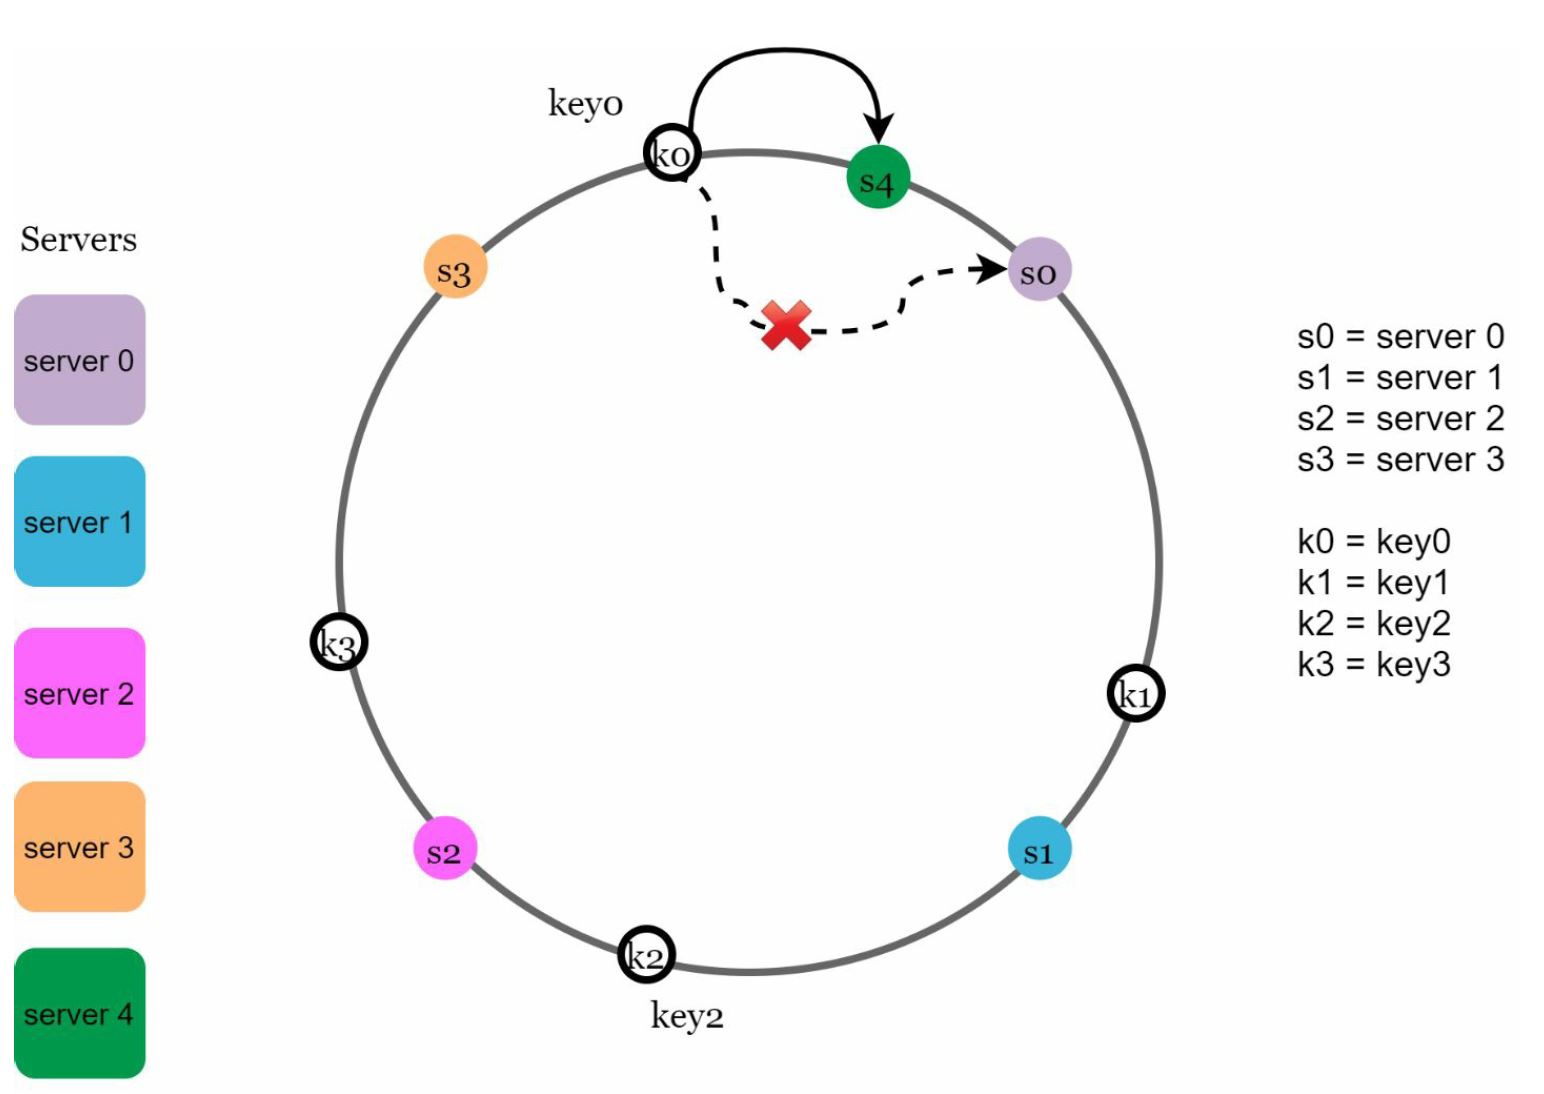 key0
k0
s4
s3
s0
Servers
server 0
server 1
server 2
server 3
server 4
k3
k1
s2
s1
k2
key2
s0 = server 0
s1 = server 1
s2 = server 2
s3 = server 3
k0 = key0
k1 = key1
k2 = key2
k3 = key3